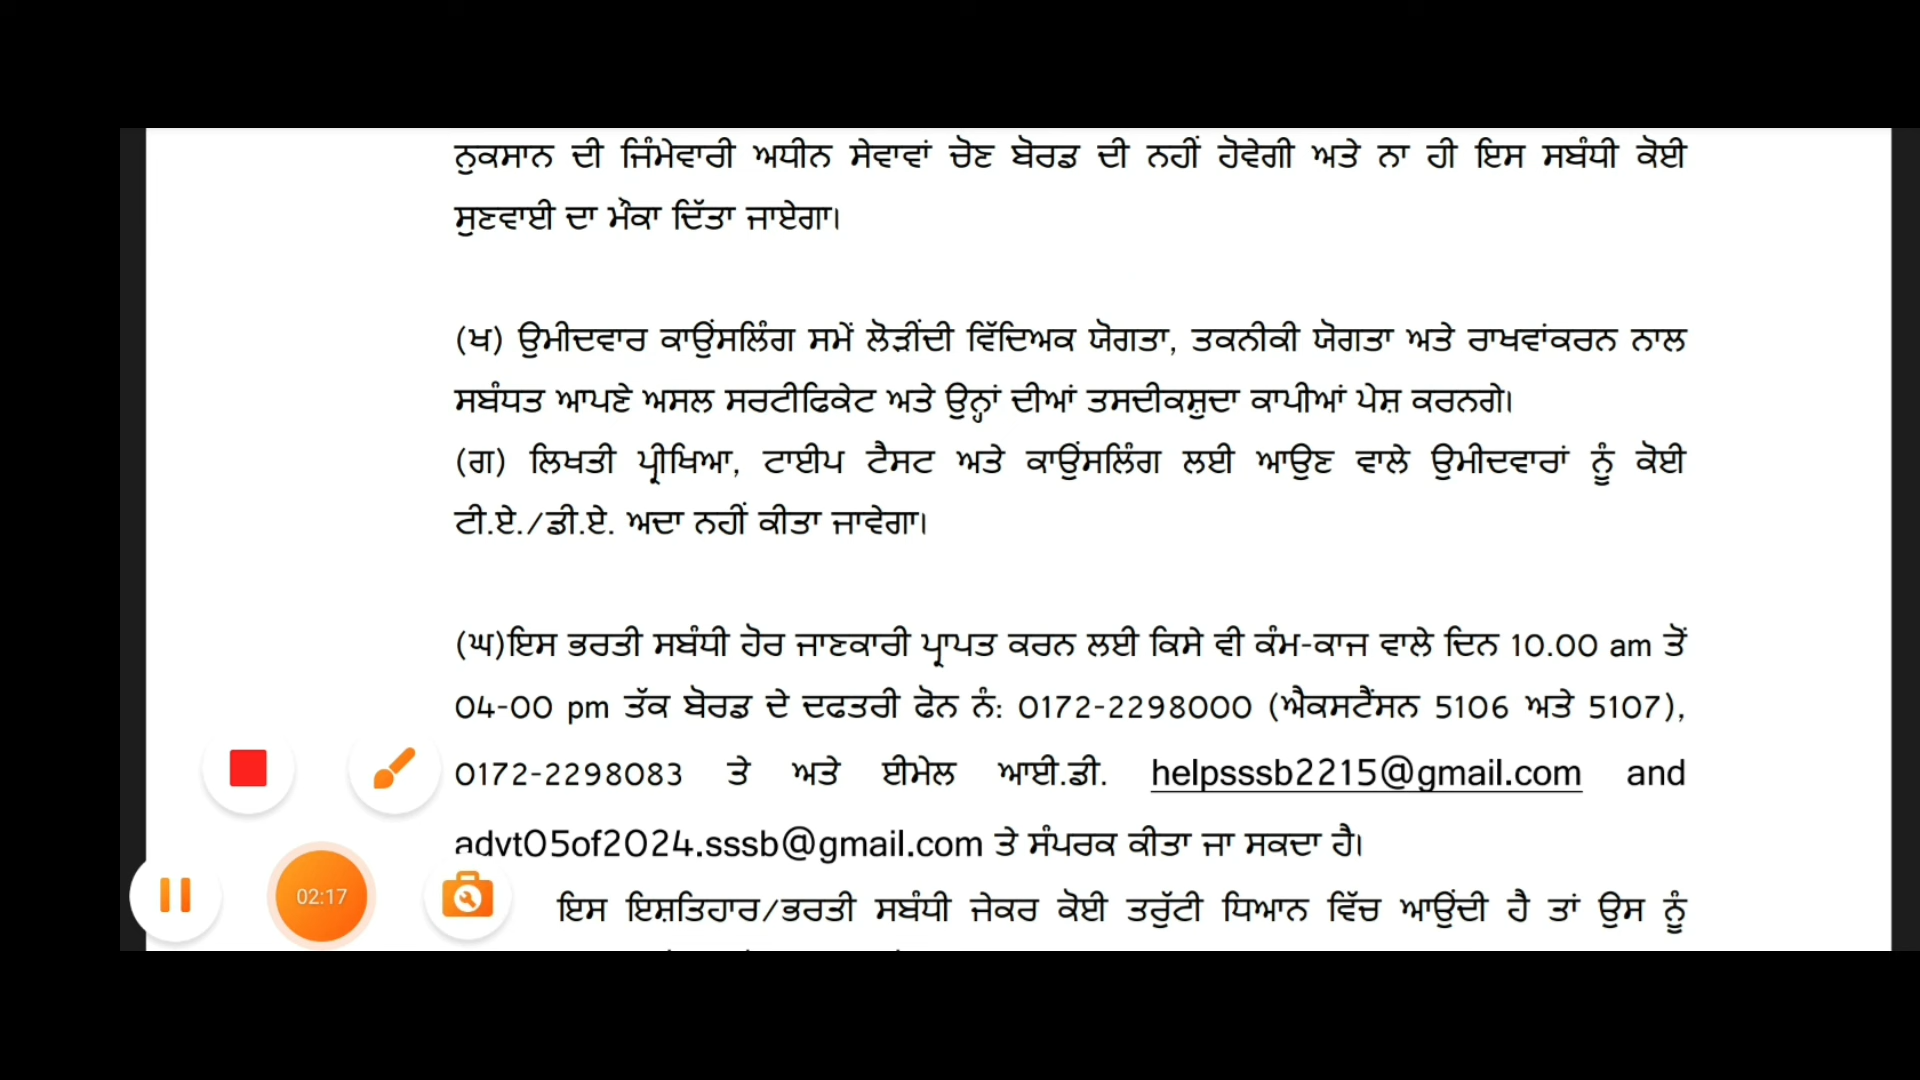 ਨੁਕਸਾਨ ਦੀ ਜਿੰਮੇਵਾਰੀ ਅਧੀਨ ਸੇਵਾਵਾਂ ਚੋਣ ਬੋਰਡ ਦੀ ਨਹੀਂ ਹੋਵੇਗੀ ਅਤੇ ਨਾ ਹੀ ਇਸ ਸਬੰਧੀ ਕੋਈ
ਸੁਣਵਾਈ ਦਾ ਮੌਕਾ ਦਿੱਤਾ ਜਾਏਗਾ।
(ਖ) ਉਮੀਦਵਾਰ ਕਾਉਂਸਲਿੰਗ ਸਮੇਂ ਲੋੜੀਂਦੀ ਵਿੱਦਿਅਕ ਯੋਗਤਾ, ਤਕਨੀਕੀ ਯੋਗਤਾ ਅਤੇ ਰਾਖਵਾਂਕਰਨ ਨਾਲ
ਸਬੰਧਤ ਆਪਣੇ ਅਸਲ ਸਰਟੀਫਿਕੇਟ ਅਤੇ ਉਨ੍ਹਾਂ ਦੀਆਂ ਤਸਦੀਕਸ਼ੁਦਾ ਕਾਪੀਆਂ ਪੇਸ਼ ਕਰਨਗੇ।
(ਗ) ਲਿਖਤੀ ਪ੍ਰੀਖਿਆ, ਟਾਈਪ ਟੈਸਟ ਅਤੇ ਕਾਉਂਸਲਿੰਗ ਲਈ ਆਉਣ ਵਾਲੇ ਉਮੀਦਵਾਰਾਂ ਨੂੰ ਕੋਈ
ਟੀ.ਏ./ਡੀ.ਏ. ਅਦਾ ਨਹੀਂ ਕੀਤਾ ਜਾਵੇਗਾ।
(ਘ)ਇਸ ਭਰਤੀ ਸਬੰਧੀ ਹੋਰ ਜਾਣਕਾਰੀ ਪ੍ਰਾਪਤ ਕਰਨ ਲਈ ਕਿਸੇ ਵੀ ਕੰਮ-ਕਾਜ ਵਾਲੇ ਦਿਨ 10.00 am ਤੋਂ
04-00 pm ਤੱਕ ਬੋਰਡ ਦੇ ਦਫਤਰੀ ਫੋਨ ਨੰ: 0172-2298000 (ਐਕਸਟੈਂਸਨ 5106 ਅਤੇ 5107),
0172-2298083 ਤੇ ਅਤੇ ਈਮੇਲ ਆਈ.ਡੀ. helpsssb2215@gmail.com and
advt05of2024.sssb@gmail.com ਤੇ ਸੰਪਰਕ ਕੀਤਾ ਜਾ ਸਕਦਾ ਹੈ।
02:17
ਇਸ ਇਸ਼ਤਿਹਾਰ/ਭਰਤੀ ਸਬੰਧੀ ਜੇਕਰ ਕੋਈ ਤਰੁੱਟੀ ਧਿਆਨ ਵਿੱਚ ਆਉਂਦੀ ਹੈ ਤਾਂ ਉਸ ਨੂੰ